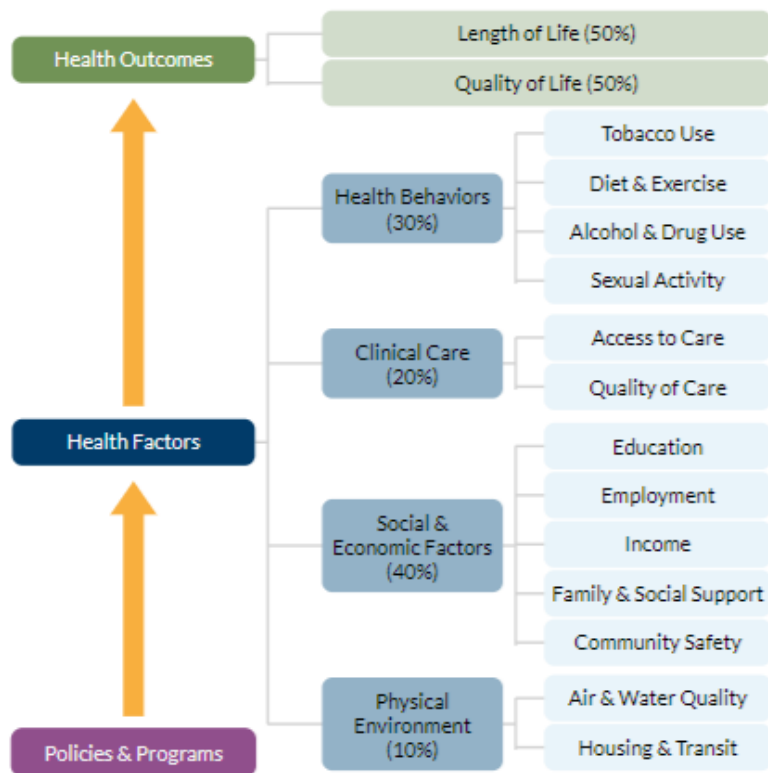 Health Outcomes
Length of Life (50%)
Quality of Life (50%)
Health Factors
Health Behaviors
(30%)
Tobacco Use
Diet & Exercise
Alcohol & Drug Use
Sexual Activity
Clinical Care
(20%)
Access to Care
Quality of Care
Social &
Economic Factors
(40%)
Education
Employment
Income
Family & Social Support
Community Safety
Physical
Environment
(10%)
Air & Water Quality
Housing & Transit
Policies & Programs